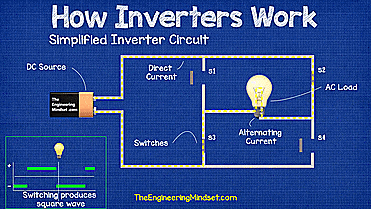 How Inverters Work
Simplified Inverter Circuit
DC Source
Direct
Current
S1
S2
The
Engineering
Mindset.com
AC Load
Switches
S3
Alternating
Current
S4
+
-
Switching produces
square wave
TheEngineeringMindset.com